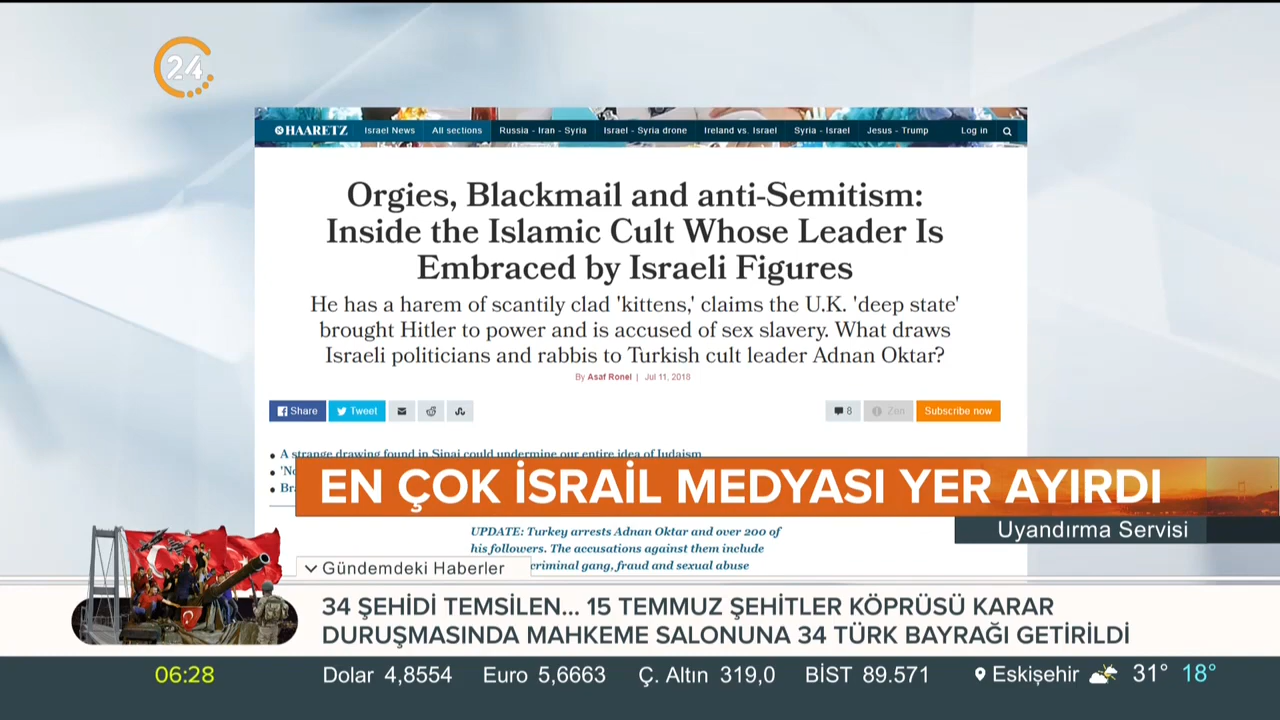 24
HAARETZ Israel News All sections Russia - Iran - Syria Israel - Syria drone Ireland vs. Israel Syria - Israel Jesus - Trump Log in
Orgies, Blackmail and anti-Semitism:
Inside the Islamic Cult Whose Leader Is
Embraced by Israeli Figures
He has a harem of scantily clad 'kittens,' claims the U.K. 'deep state'
brought Hitler to power and is accused of sex slavery. What draws
Israeli politicians and rabbis to Turkish cult leader Adnan Oktar?
By Asaf Ronel | Jul 11, 2018
Share Tweet 8 Zen Subscribe now
A strange drawing found in Sinai could undermine our entire idea of Judaism
EN ÇOK İSRAİL MEDYASI YER AYIRDI
Uyandırma Servisi
UPDATE: Turkey arrests Adnan Oktar and over 200 of
his followers. The accusations against them include
criminal gang, fraud and sexual abuse
Gündemdeki Haberler
34 ŞEHİDİ TEMSİLEN... 15 TEMMUZ ŞEHİTLER KÖPRÜSÜ KARAR
DURUŞMASINDA MAHKEME SALONUNA 34 TÜRK BAYRAĞI GETİRİLDİ
06:28 Dolar 4,8554 Euro 5,6663 Ç. Altın 319,0 BİST 89.571 Eskişehir 31° 18°